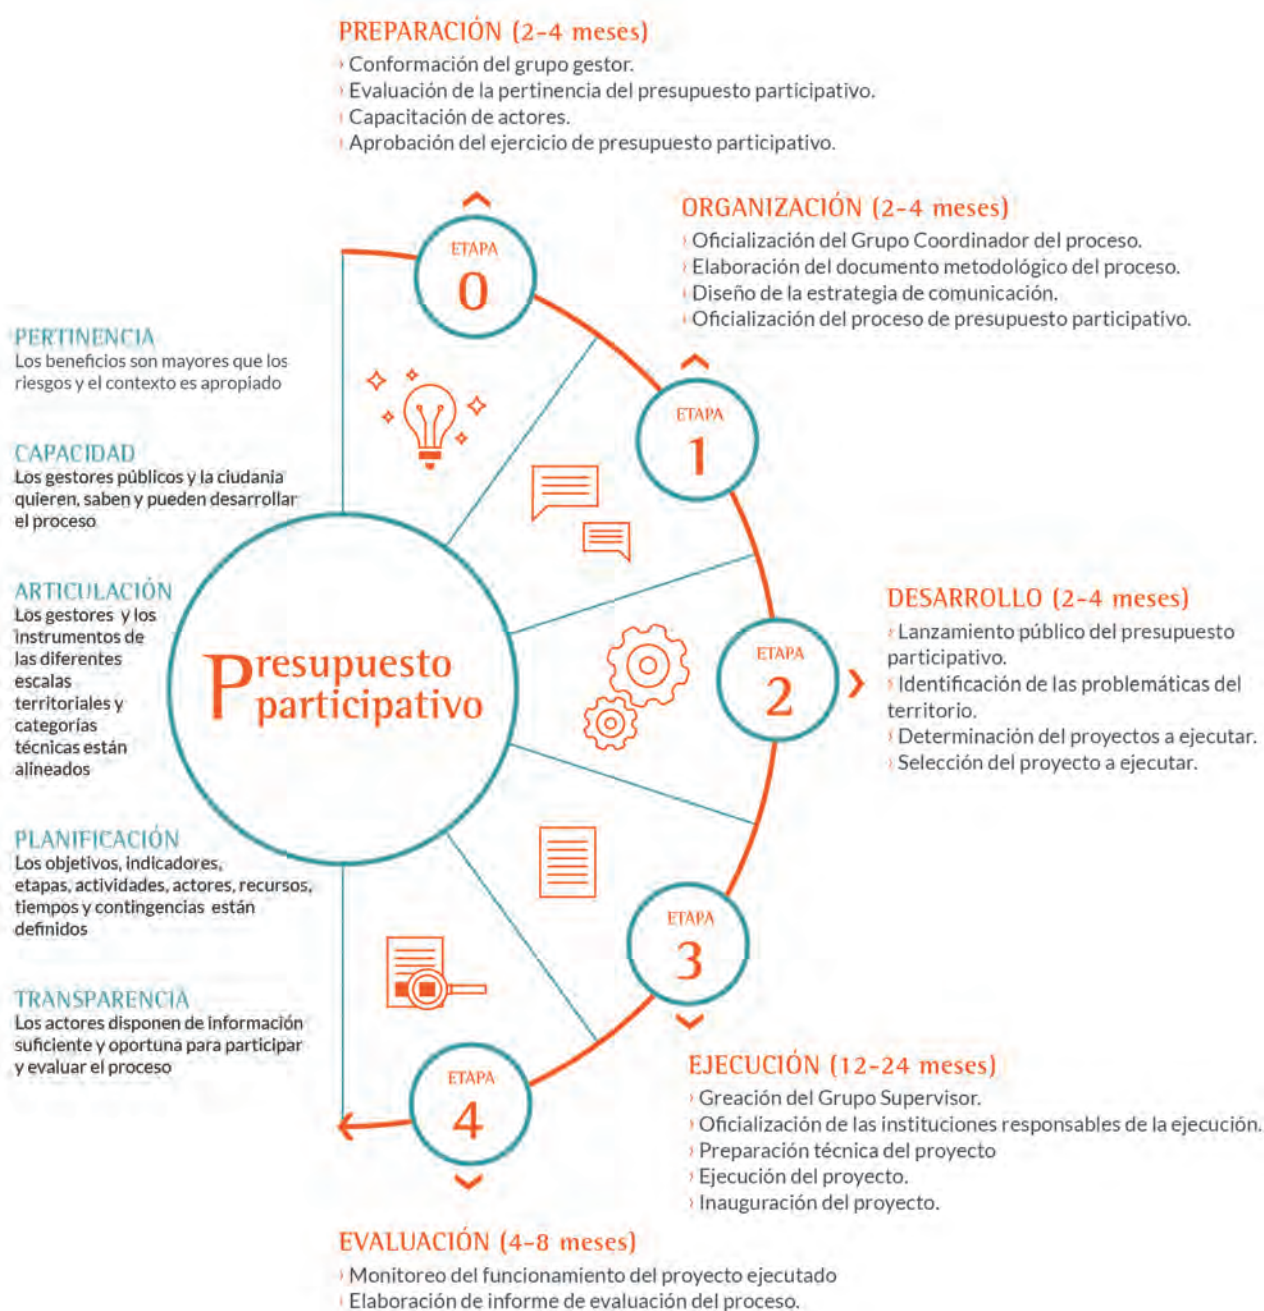 PREPARACIÓN (2-4 meses)
› Conformación del grupo gestor.
› Evaluación de la pertinencia del presupuesto participativo.
› Capacitación de actores.
› Aprobación del ejercicio de presupuesto participativo.
ETAPA
0
ORGANIZACIÓN (2-4 meses)
› Oficialización del Grupo Coordinador del proceso.
› Elaboración del documento metodológico del proceso.
› Diseño de la estrategia de comunicación.
› Oficialización del proceso de presupuesto participativo.
ETAPA
1
PERTINENCIA
Los beneficios son mayores que los
riesgos y el contexto es apropiado
CAPACIDAD
Los gestores públicos y la ciudania
quieren, saben y pueden desarrollar
el proceso
ARTICULACIÓN
Los gestores y los
instrumentos de
las diferentes
escalas
territoriales y
categorías
técnicas están
alineados
PLANIFICACIÓN
Los objetivos, indicadores,
etapas, actividades, actores, recursos,
tiempos y contingencias están
definidos
TRANSPARENCIA
Los actores disponen de información
suficiente y oportuna para participar
y evaluar el proceso
Presupuesto
participativo
ETAPA
2
DESARROLLO (2-4 meses)
› Lanzamiento público del presupuesto
participativo.
› Identificación de las problemáticas del
territorio.
› Determinación del proyectos a ejecutar.
› Selección del proyecto a ejecutar.
ETAPA
3
EJECUCIÓN (12-24 meses)
› Greación del Grupo Supervisor.
› Oficialización de las instituciones responsables de la ejecución.
› Preparación técnica del proyecto
› Ejecución del proyecto.
› Inauguración del proyecto.
ETAPA
4
EVALUACIÓN (4-8 meses)
› Monitoreo del funcionamiento del proyecto ejecutado
› Elaboración de informe de evaluación del proceso.